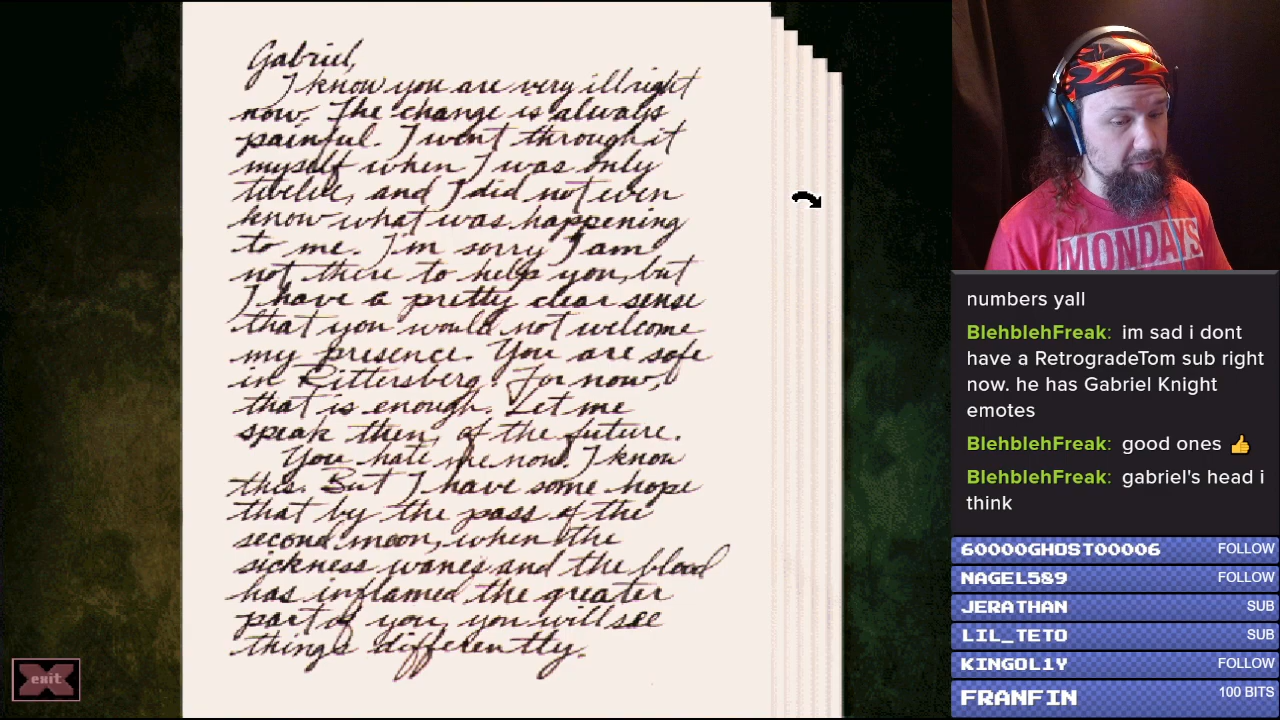 Gabriel,
I know you are very ill right
now. The change is always
painful. I went through it
myself when I was only
twelve, and I did not even
know what was happening
to me. I'm sorry I am
not there to help you, but
I have a pretty clear sense
that you would not welcome
my presence. You are safe
in Rittersberg. For now,
that is enough. Let me
speak then, of the future.
You hate me now. I know
this. But I have some hope
that by the pass of the
second moon, when the
sickness wanes and the blood
has inflamed the greater
part of you, you will see
things differently.
exit
MONDAYS
numbers yall
BlehblehFreak: im sad i dont
have a RetrogradeTom sub right
now. he has Gabriel Knight
emotes
BlehblehFreak: good ones 👍
BlehblehFreak: gabriel's head i
think
60000GHOST00006 FOLLOW
NAGEL589 FOLLOW
JERATHAN SUB
LIL_TETO SUB
KINGOL1Y FOLLOW
FRANFIN 100 BITS